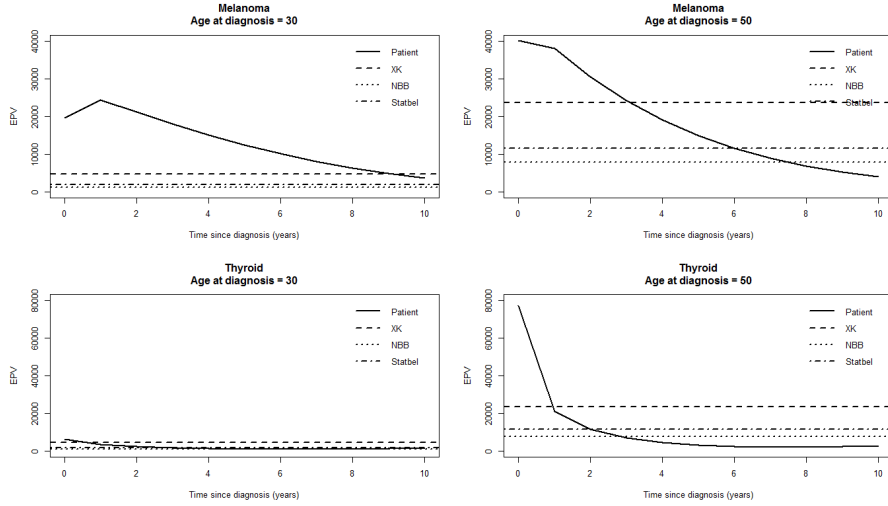 Melanoma
Age at diagnosis = 30
EPV
40000
30000
20000
10000
0
Patient
XK
NBB
Statbel
0 2 4 6 8 10
Time since diagnosis (years)
Melanoma
Age at diagnosis = 50
EPV
40000
30000
20000
10000
0
Patient
XK
NBB
Statbel
0 2 4 6 8 10
Time since diagnosis (years)
Thyroid
Age at diagnosis = 30
EPV
80000
60000
40000
20000
0
Patient
XK
NBB
Statbel
0 2 4 6 8 10
Time since diagnosis (years)
Thyroid
Age at diagnosis = 50
EPV
80000
60000
40000
20000
0
Patient
XK
NBB
Statbel
0 2 4 6 8 10
Time since diagnosis (years)